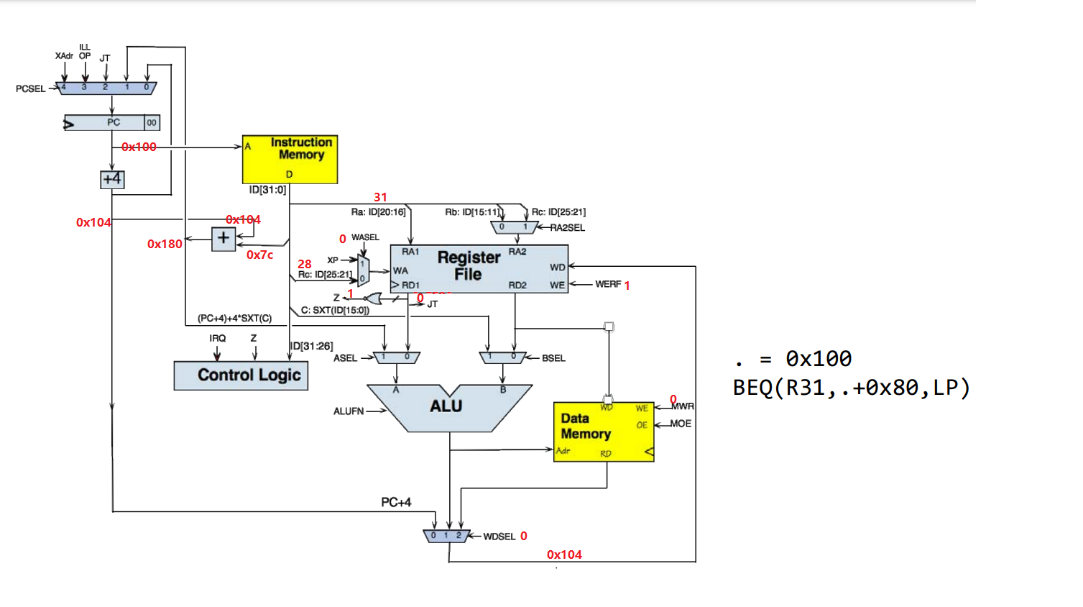 ILL
XAdr OP JT
PCSEL 4 3 2 1 0
PC 00
0x100
A Instruction
Memory
D
+4
ID[31:0]
31
Ra: ID[20:16] Rb: ID[15:11] Rc: ID[25:21]
0x104 0x104
0 1 RA2SEL
0x180 + 0x7c
0 WASEL
RA1 RA2
Register
File
XP 1
28
Rc: ID[25:21] 0
WA WD
RD1 RD2 WE WERF 1
Z 1 0 JT
C: SXT(ID[15:0])
(PC+4)+4*SXT(C)
IRQ Z ID[31:26]
ASEL 1 0 1 0 BSEL
Control Logic
A B
ALU
ALUFN
. = 0x100
BEQ(R31,.+0x80,LP)
0
WD WE MWR
Data
Memory
OE MOE
Adr RD
PC+4
0 1 2 WDSEL 0
0x104